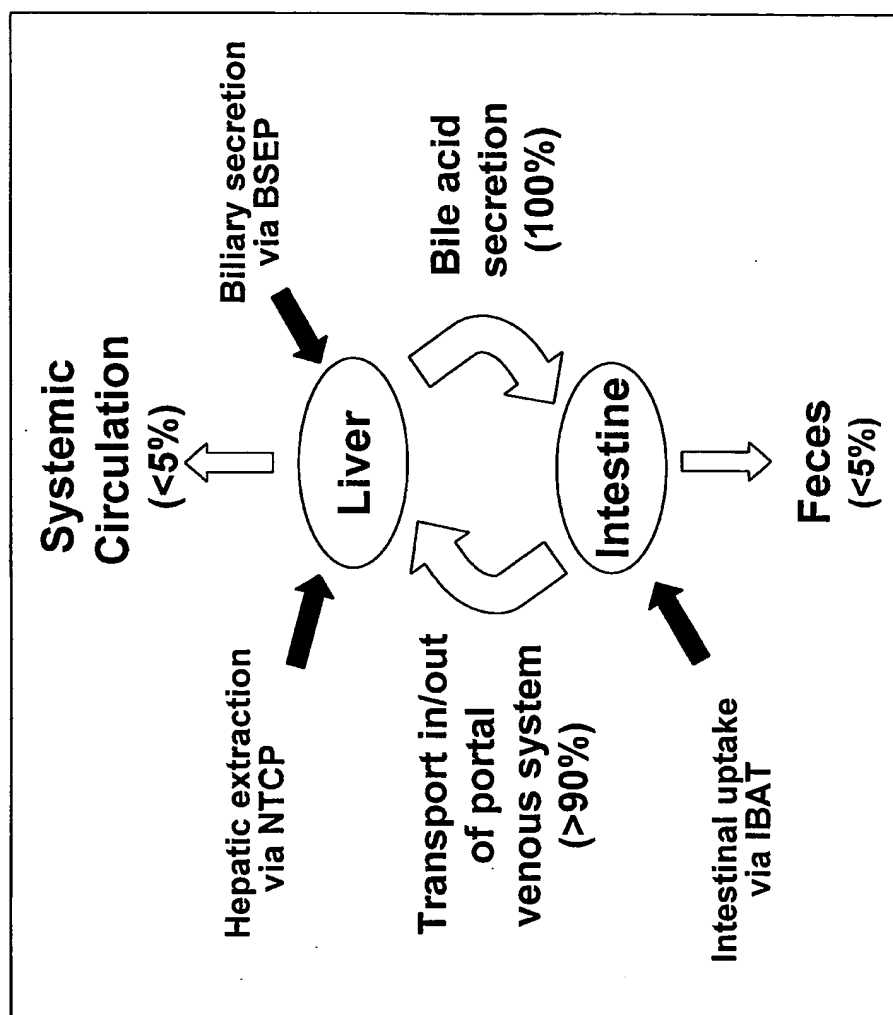 Systemic
Circulation
(<5%)
Hepatic extraction
via NTCP
Biliary secretion
via BSEP
Liver
Transport in/out
of portal
venous system
(>90%)
Bile acid
secretion
(100%)
Intestine
Intestinal uptake
via IBAT
Feces
(<5%)